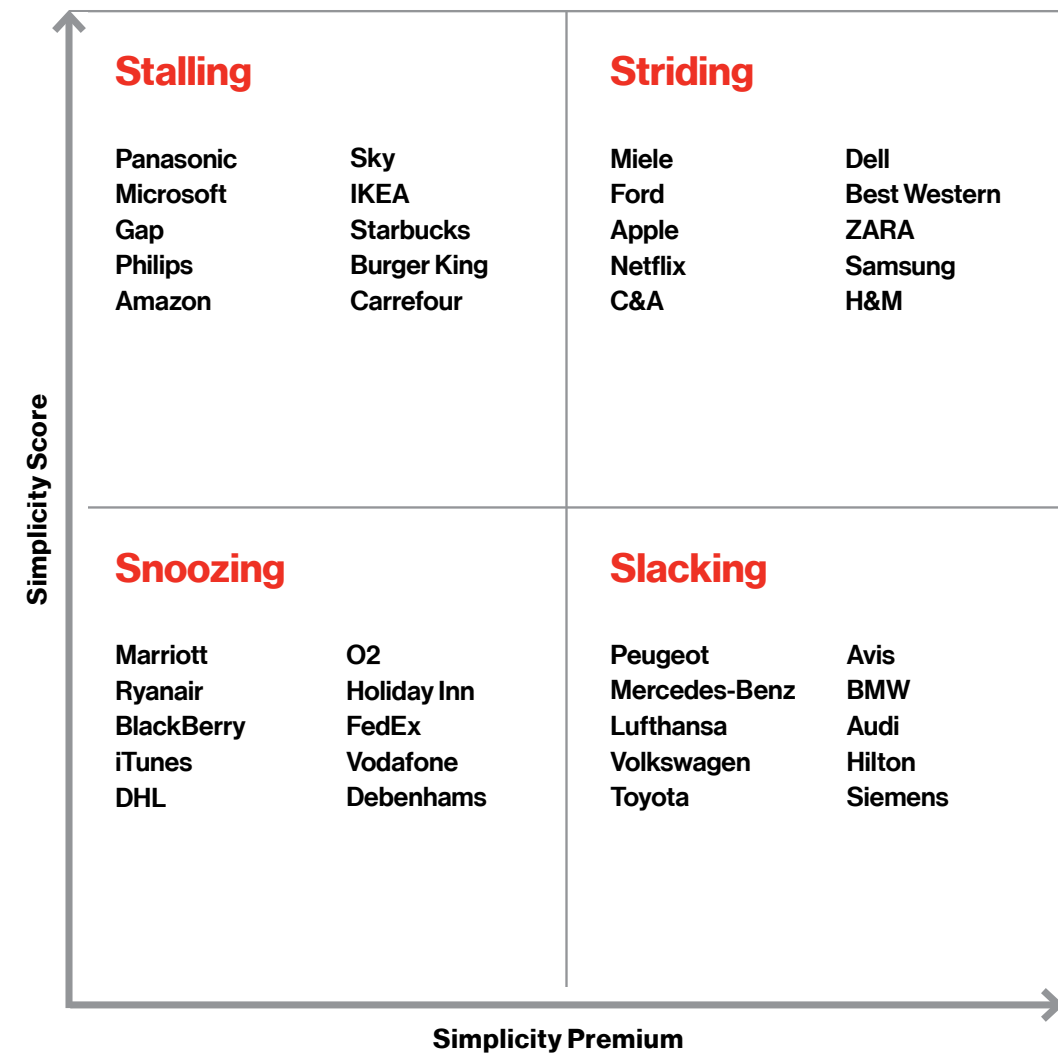 Simplicity Score
Stalling
Panasonic
Microsoft
Gap
Philips
Amazon
Sky
IKEA
Starbucks
Burger King
Carrefour
Striding
Miele
Ford
Apple
Netflix
C&A
Dell
Best Western
ZARA
Samsung
H&M
Snoozing
Marriott
Ryanair
BlackBerry
iTunes
DHL
O2
Holiday Inn
FedEx
Vodafone
Debenhams
Slacking
Peugeot
Mercedes-Benz
Lufthansa
Volkswagen
Toyota
Avis
BMW
Audi
Hilton
Siemens
Simplicity Premium